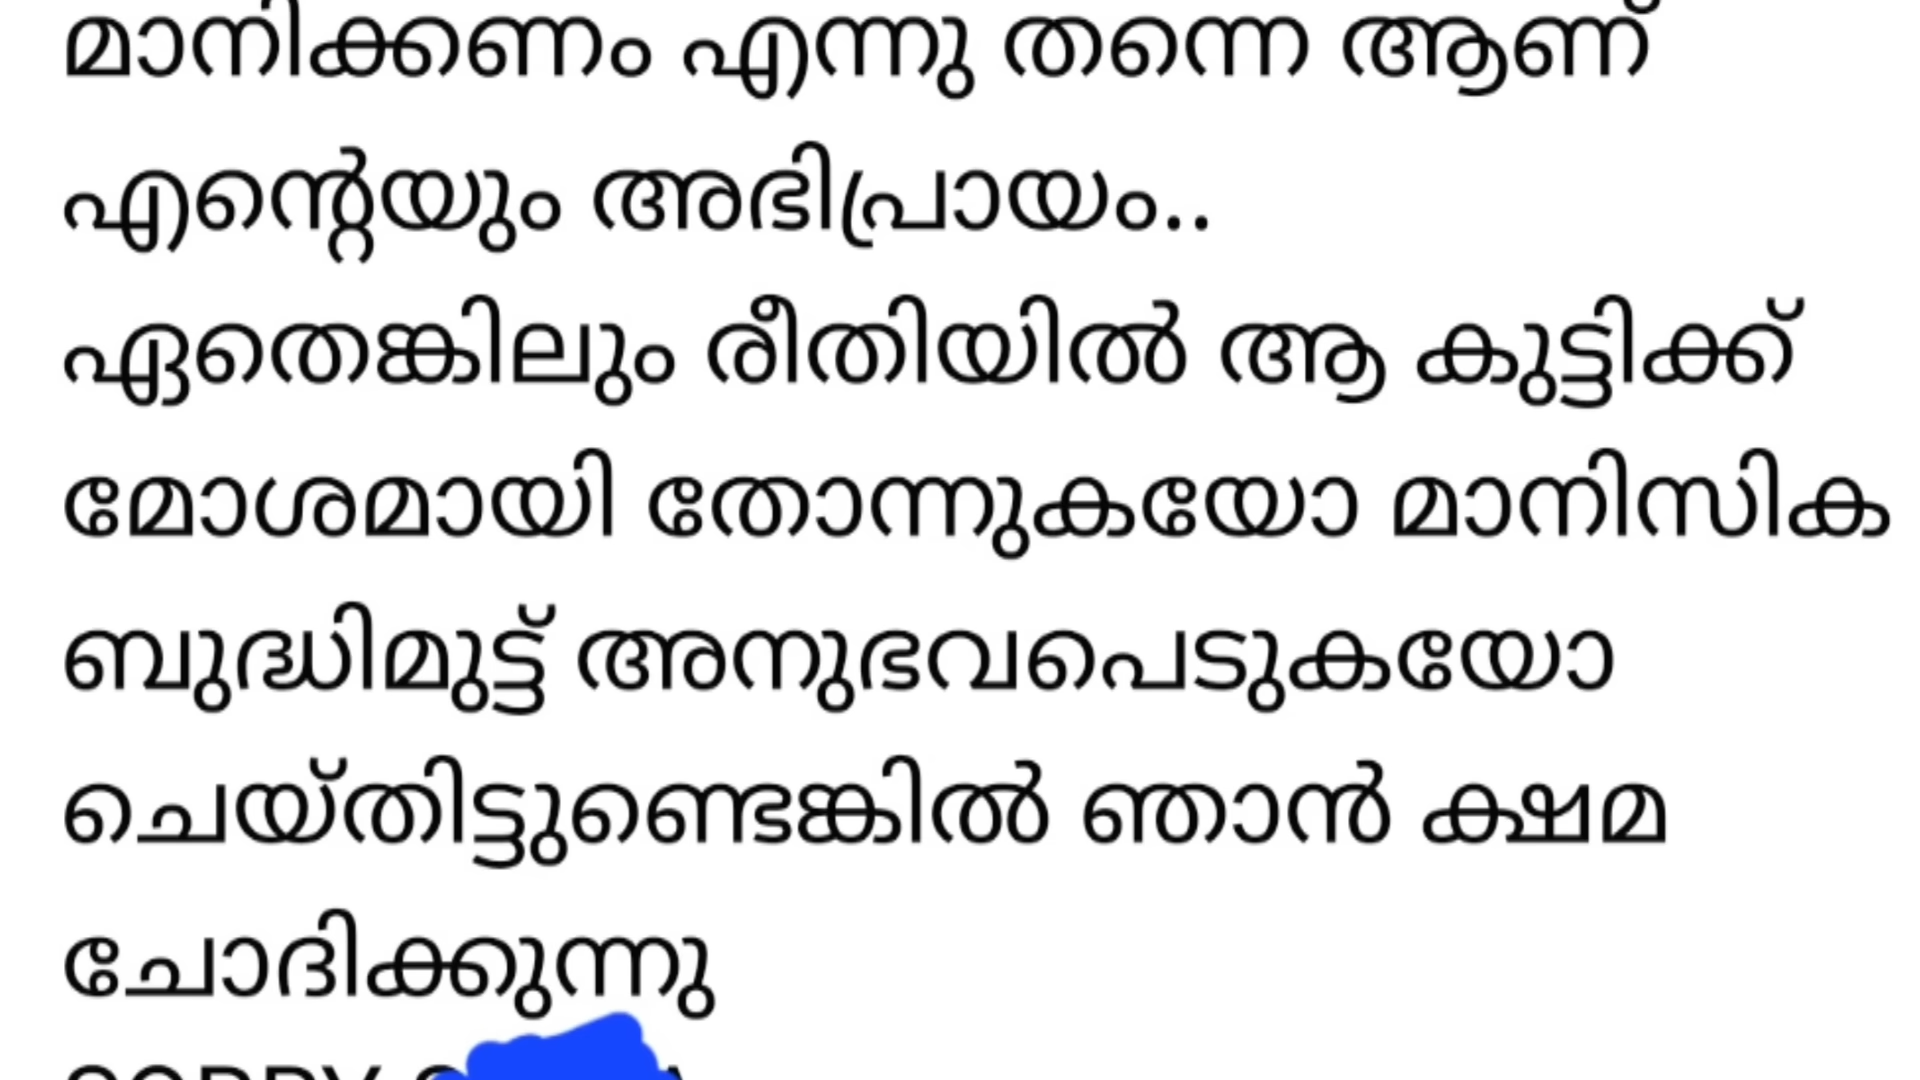 മാനിക്കണം എന്നു തന്നെ ആണ്
എന്റെയും അഭിപ്രായം..
ഏതെങ്കിലും രീതിയിൽ ആ കുട്ടിക്ക്
മോശമായി തോന്നുകയോ മാനിസിക
ബുദ്ധിമുട്ട് അനുഭവപെടുകയോ
ചെയ്തിട്ടുണ്ടെങ്കിൽ ഞാൻ ക്ഷമ
ചോദിക്കുന്നു